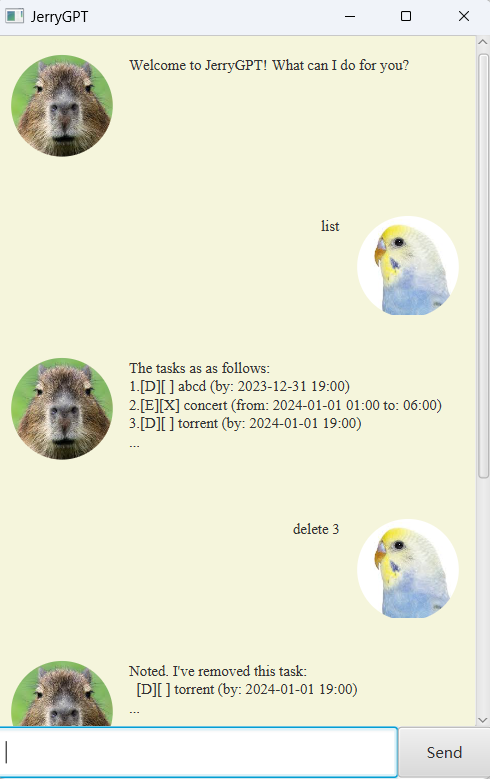 JerryGPT
Welcome to JerryGPT! What can I do for you?
list
The tasks as as follows:
1.[D][ ] abcd (by: 2023-12-31 19:00)
2.[E][X] concert (from: 2024-01-01 01:00 to: 06:00)
3.[D][ ] torrent (by: 2024-01-01 19:00)
...
delete 3
Noted. I've removed this task:
[D][ ] torrent (by: 2024-01-01 19:00)
...
Send